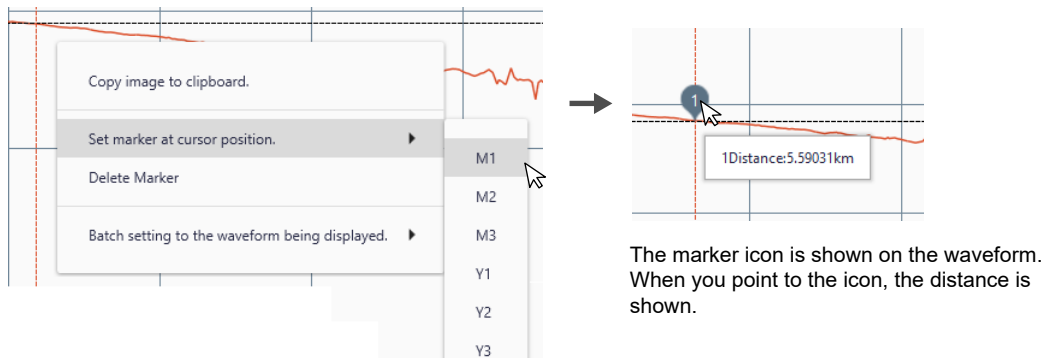 Copy image to clipboard.
Set marker at cursor position.
Delete Marker
Batch setting to the waveform being displayed.
M1
M2
M3
Y1
Y2
Y3
1
1Distance:5.59031km
The marker icon is shown on the waveform.
When you point to the icon, the distance is
shown.